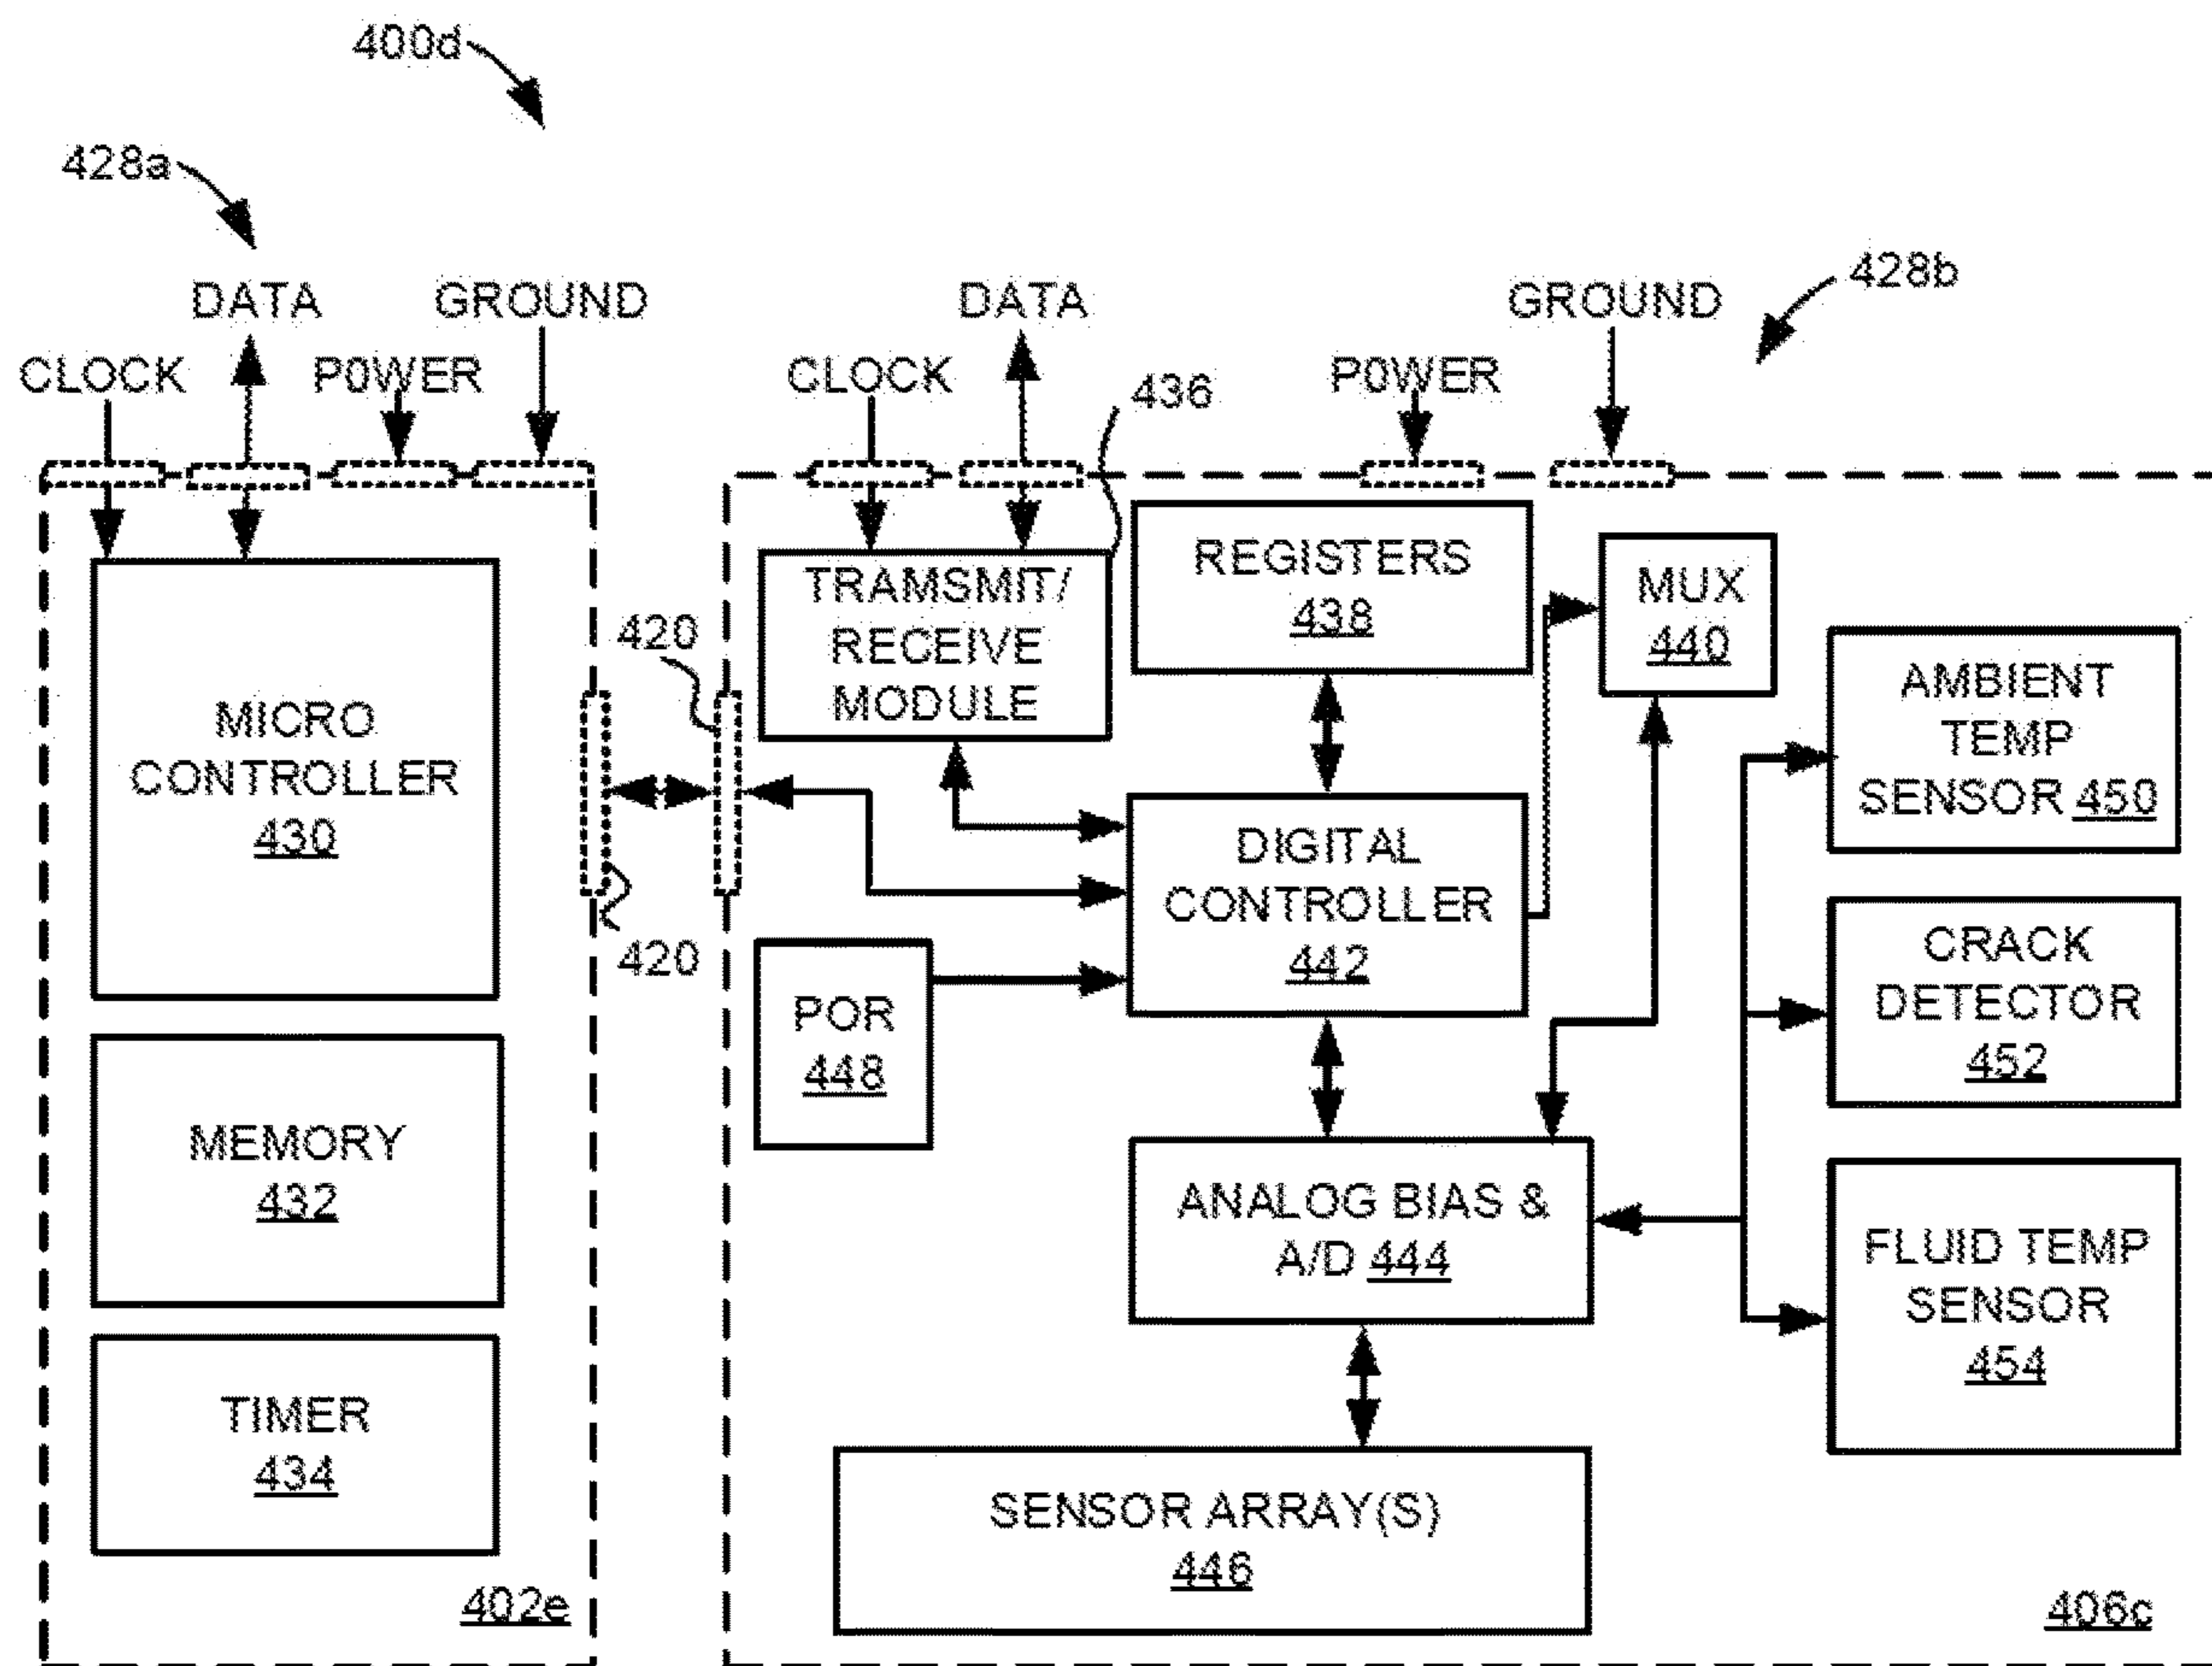 400d
428a
428b
DATA
GROUND
DATA
GROUND
CLOCK
P0WER
CLOCK
P0WER
436
MICRO
CONTROLLER
430
MEMORY
432
TIMER
434
402e
420
420
TRAMSMIT/
RECEIVE
MODULE
REGISTERS
438
MUX
440
DIGITAL
CONTROLLER
442
POR
448
ANALOG BIAS &
A/D 444
SENSOR ARRAY(S)
446
AMBIENT
TEMP
SENSOR 450
CRACK
DETECTOR
452
FLUID TEMP
SENSOR
454
406c